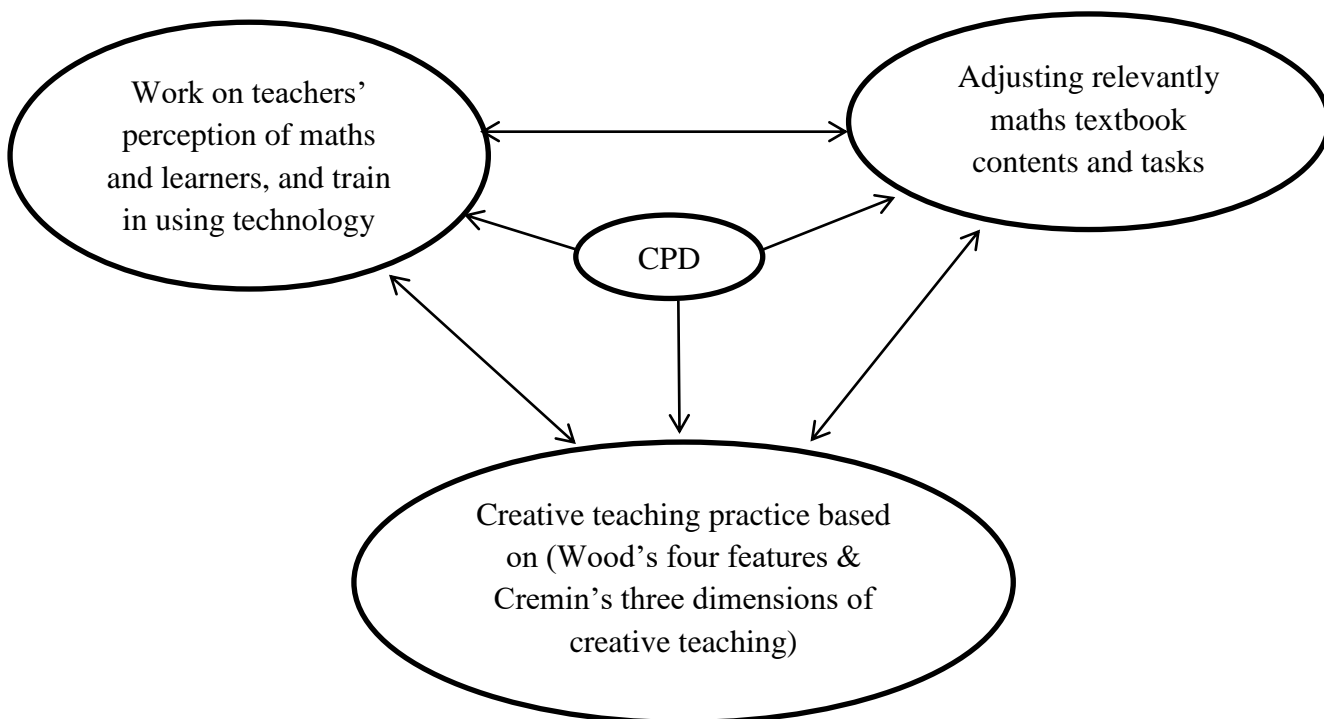 Work on teachers’
perception of maths
and learners, and train
in using technology
Adjusting relevantly
maths textbook
contents and tasks
CPD
Creative teaching practice based
on (Wood’s four features &
Cremin’s three dimensions of
creative teaching)